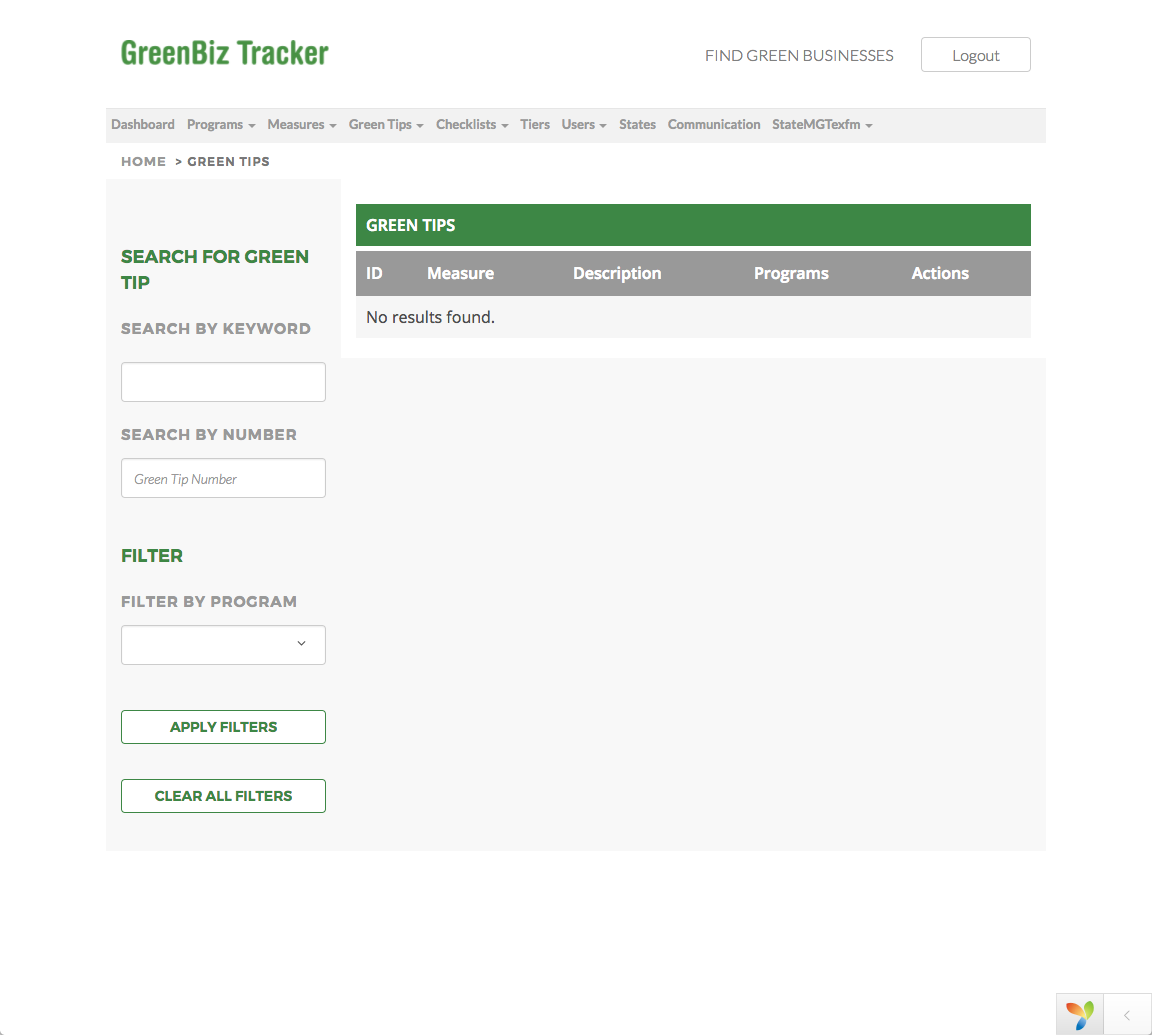 GreenBiz Tracker
FIND GREEN BUSINESSES
Logout
Dashboard Programs Measures Green Tips Checklists Tiers Users States Communication StateMGTexfm
HOME > GREEN TIPS
SEARCH FOR GREEN
TIP
SEARCH BY KEYWORD
SEARCH BY NUMBER
Green Tip Number
FILTER
FILTER BY PROGRAM
APPLY FILTERS
CLEAR ALL FILTERS
GREEN TIPS
ID Measure Description Programs Actions
No results found.